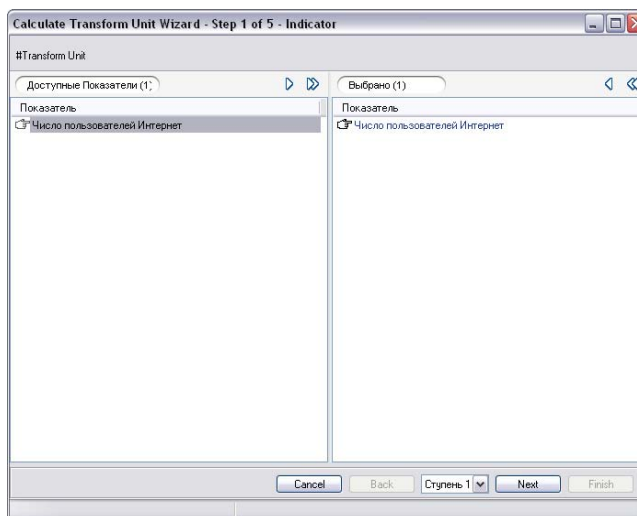 Calculate Transform Unit Wizard - Step 1 of 5 - Indicator
#Transform Unit
Доступные Показатели (1)
Выбрано (1)
Показатель
Показатель
Число пользователей Интернет
Число пользователей Интернет
Cancel
Back
Ступень 1
Next
Finish